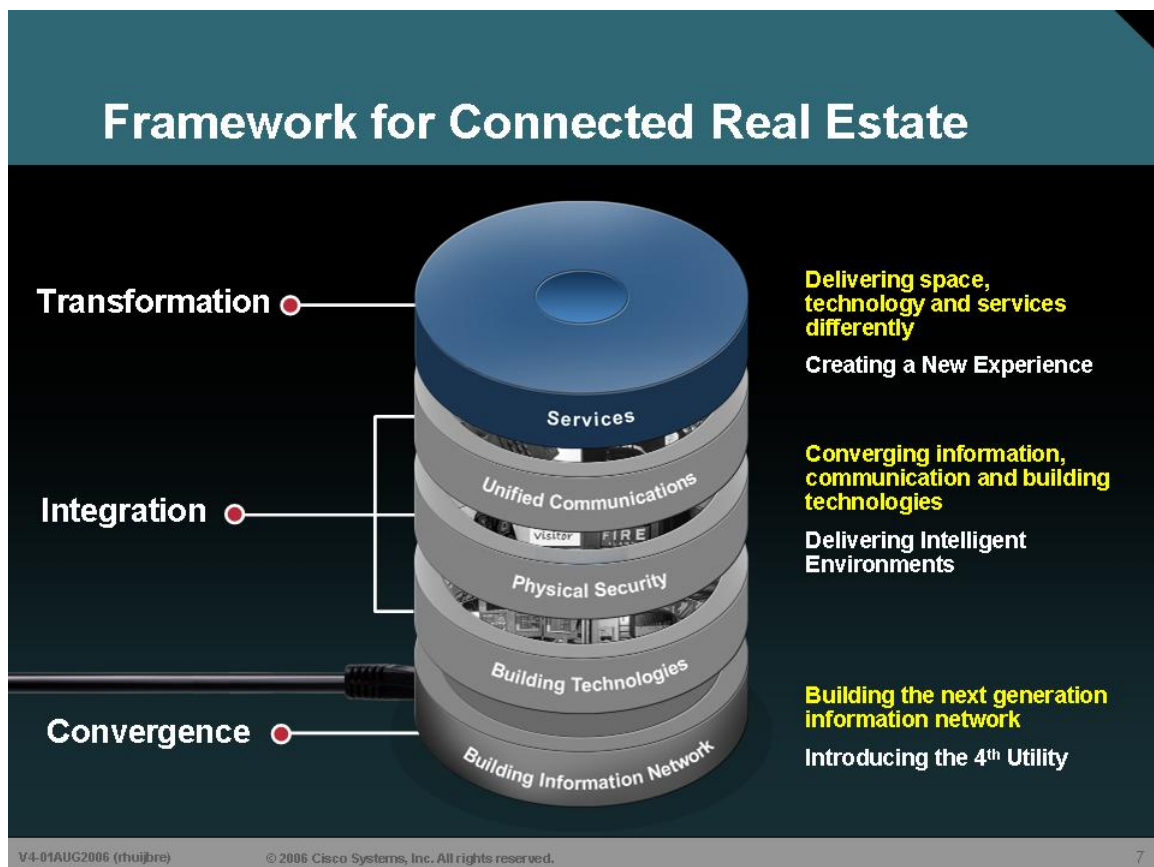 Framework for Connected Real Estate
Transformation
Services
Delivering space,
technology and services
differently
Creating a New Experience
Integration
Unified Communications
visitor
FIRE
Physical Security
Building Technologies
Converging information,
communication and building
technologies
Delivering Intelligent
Environments
Convergence
Building Information Network
Building the next generation
information network
Introducing the 4th Utility
V4-01AUG2006 (rhuijbre)
© 2006 Cisco Systems, Inc. All rights reserved.
7